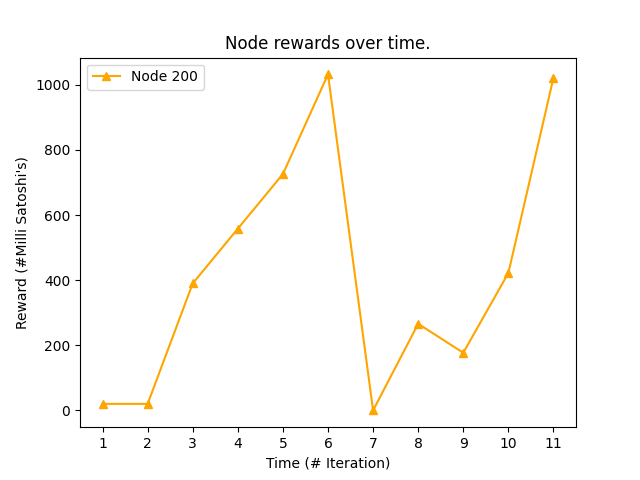 Node rewards over time.
Node 200
Reward (#Milli Satoshi's)
1000
800
600
400
200
0
1 2 3 4 5 6 7 8 9 10 11
Time (# Iteration)